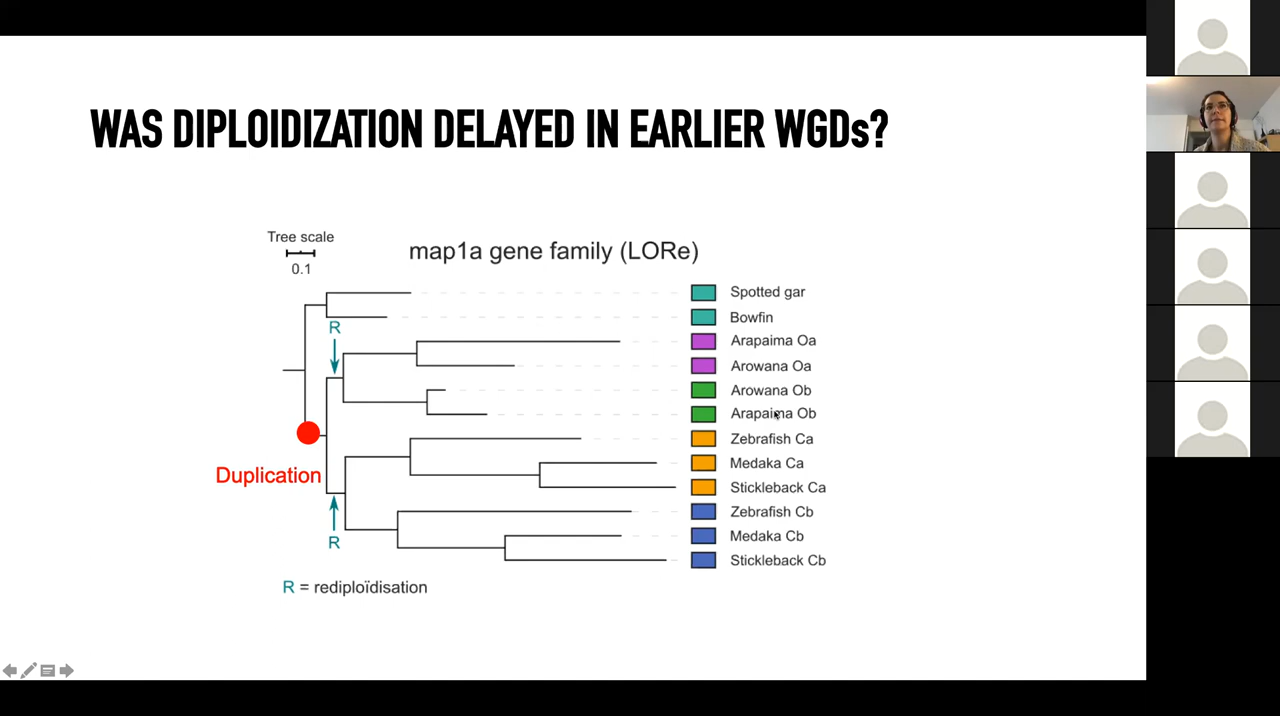 WAS DIPLOIDIZATION DELAYED IN EARLIER WGDs?
Tree scale
0.1
map1a gene family (LORe)
Spotted gar
Bowfin
R
Arapaima Oa
Arowana Oa
Arowana Ob
Arapaima Ob
Zebrafish Ca
Medaka Ca
Duplication
Stickleback Ca
Zebrafish Cb
Medaka Cb
R
Stickleback Cb
R = rediploïdisation